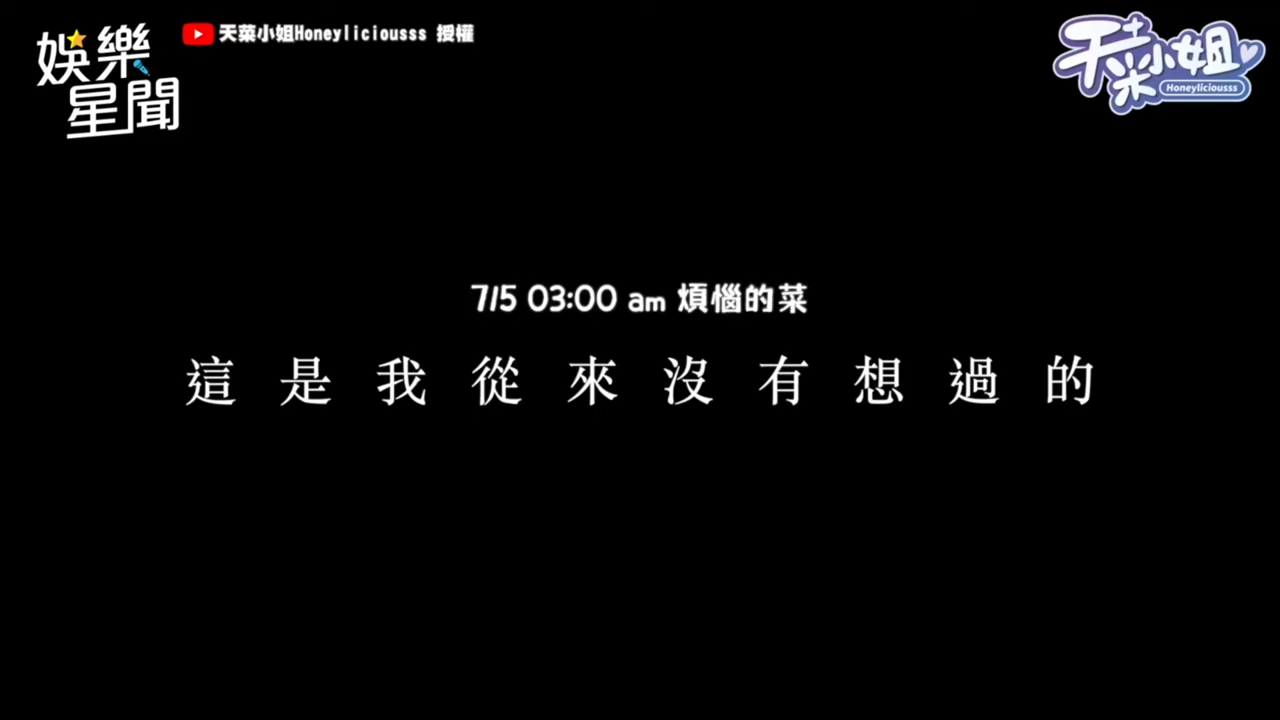 娛樂
星聞
天菜小姐Honeyliciousss 授權
天菜小姐
Honeyliciousss
7/5 03:00 am 煩惱的菜
這是我從來沒有想過的